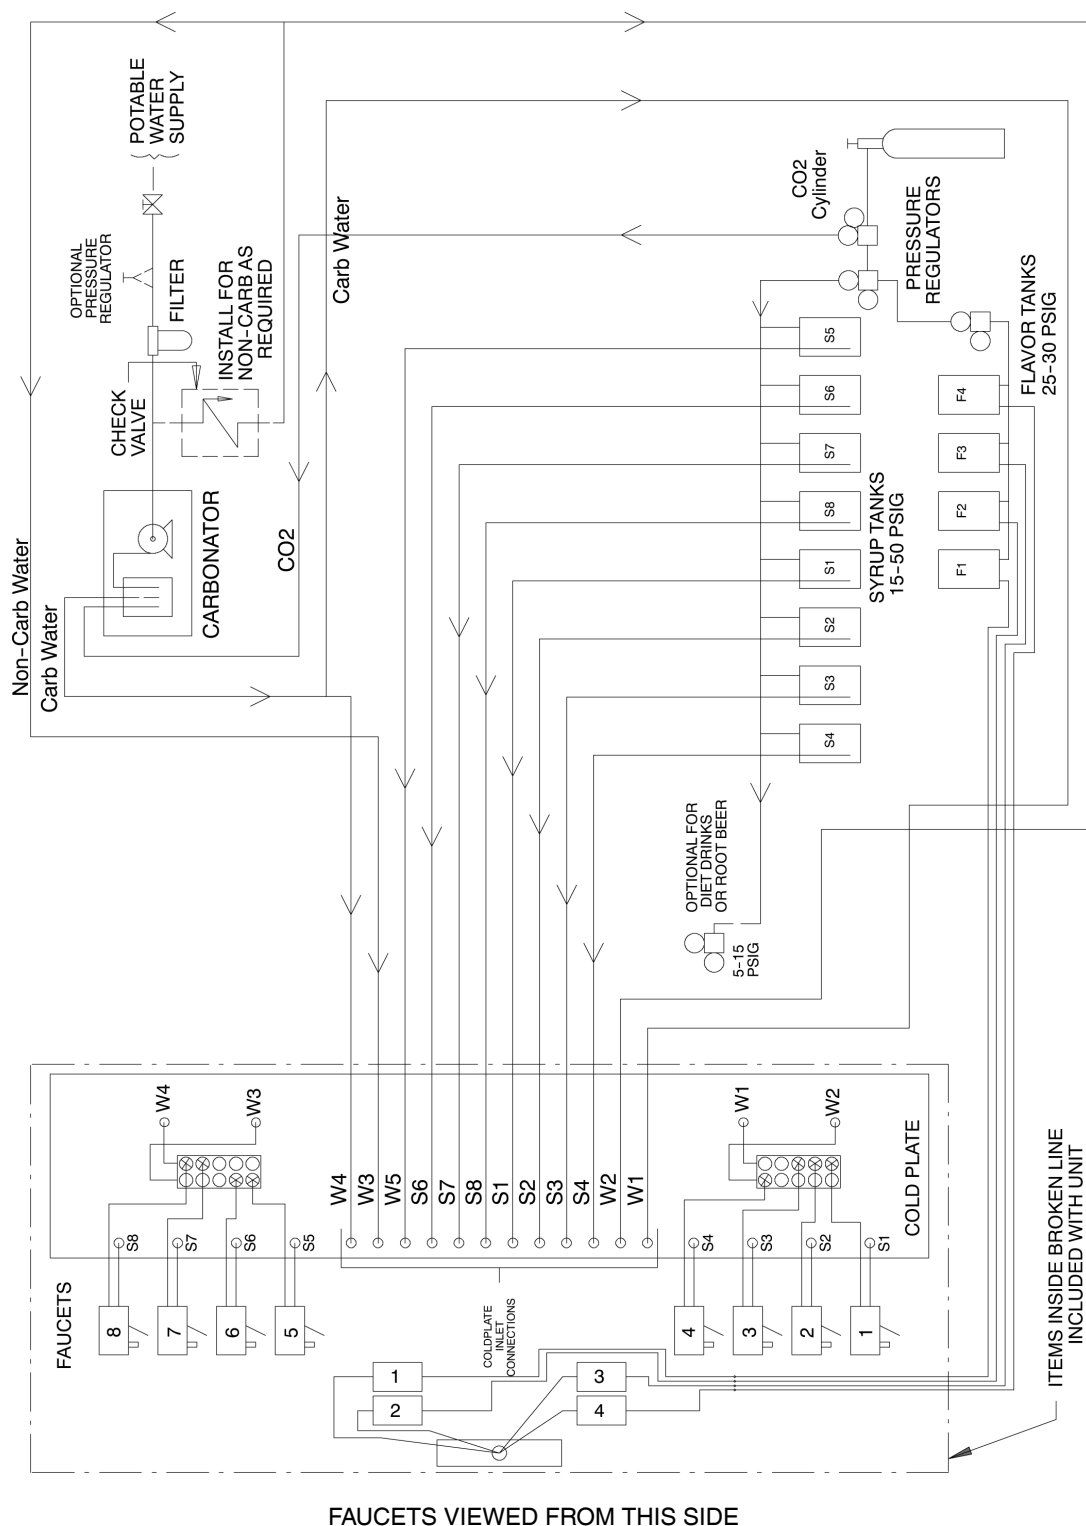 POTABLE
WATER
SUPPLY
OPTIONAL
PRESSURE
REGULATOR
FILTER
INSTALL FOR
NON-CARB AS
REQUIRED
CHECK
VALVE
CARBONATOR
CO2
Carb Water
Non-Carb Water
Carb Water
CO2
Cylinder
PRESSURE
REGULATORS
FLAVOR TANKS
25-30 PSIG
S5
S6
S7
S8
S1
S2
S3
S4
SYRUP TANKS
15-50 PSIG
F4
F3
F2
F1
OPTIONAL FOR
DIET DRINKS
OR ROOT BEER
5-15
PSIG
W4
W3
W4
W3
W5
S6
S7
S8
S1
S2
S3
S4
W2
W1
W1
W2
COLD PLATE
S8
S7
S6
S5
S4
S3
S2
S1
FAUCETS
8
7
6
5
4
3
2
1
COLDPLATE
INLET
CONNECTIONS
1
2
3
4
ITEMS INSIDE BROKEN LINE
INCLUDED WITH UNIT
FAUCETS VIEWED FROM THIS SIDE